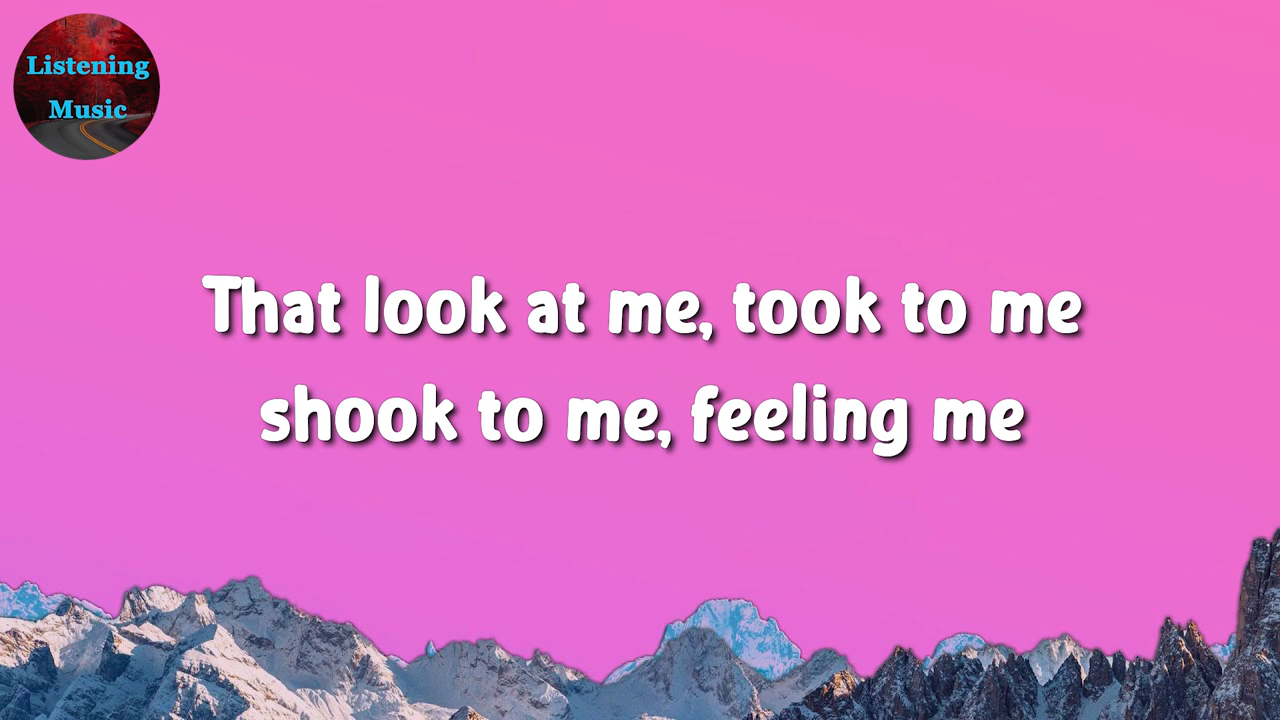 Listening
Music
That look at me, took to me
shook to me, feeling me